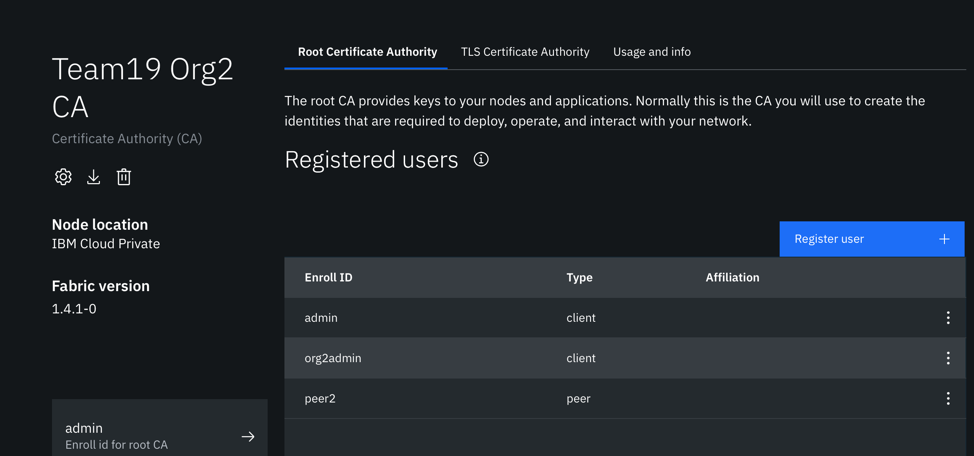 Team19 Org2
CA
Certificate Authority (CA)
Node location
IBM Cloud Private
Fabric version
1.4.1-0
admin
Enroll id for root CA
Root Certificate Authority TLS Certificate Authority Usage and info
The root CA provides keys to your nodes and applications. Normally this is the CA you will use to create the
identities that are required to deploy, operate, and interact with your network.
Registered users
Register user
Enroll ID Type Affiliation
admin client
org2admin client
peer2 peer